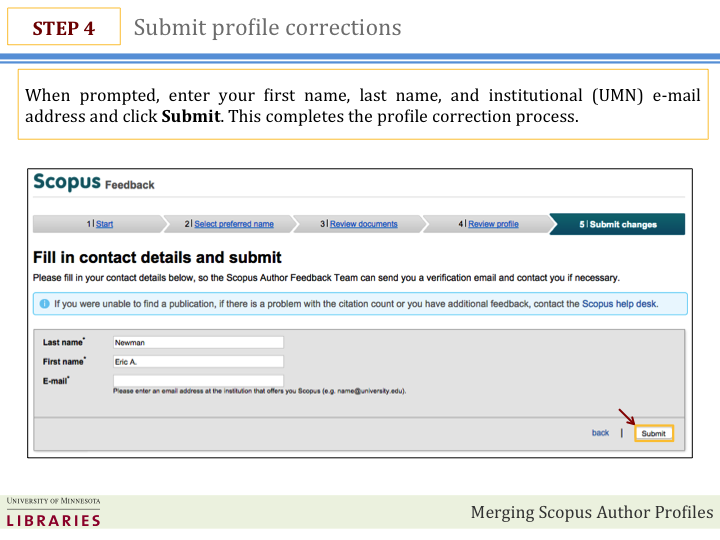 STEP 4
Submit profile corrections
When prompted, enter your first name, last name, and institutional (UMN) e-mail
address and click Submit. This completes the profile correction process.
Scopus Feedback
1 | Start
2 | Select preferred name
3 | Review documents
4 | Review profile
5 | Submit changes
Fill in contact details and submit
Please fill in your contact details below, so the Scopus Author Feedback Team can send you a verification email and contact you if necessary.
If you were unable to find a publication, if there is a problem with the citation count or you have additional feedback, contact the Scopus help desk.
Last name* Newman
First name* Eric A.
E-mail*
Please enter an email address at the institution that offers you Scopus (e.g. name@university.edu).
back | Submit
UNIVERSITY OF MINNESOTA
LIBRARIES
Merging Scopus Author Profiles